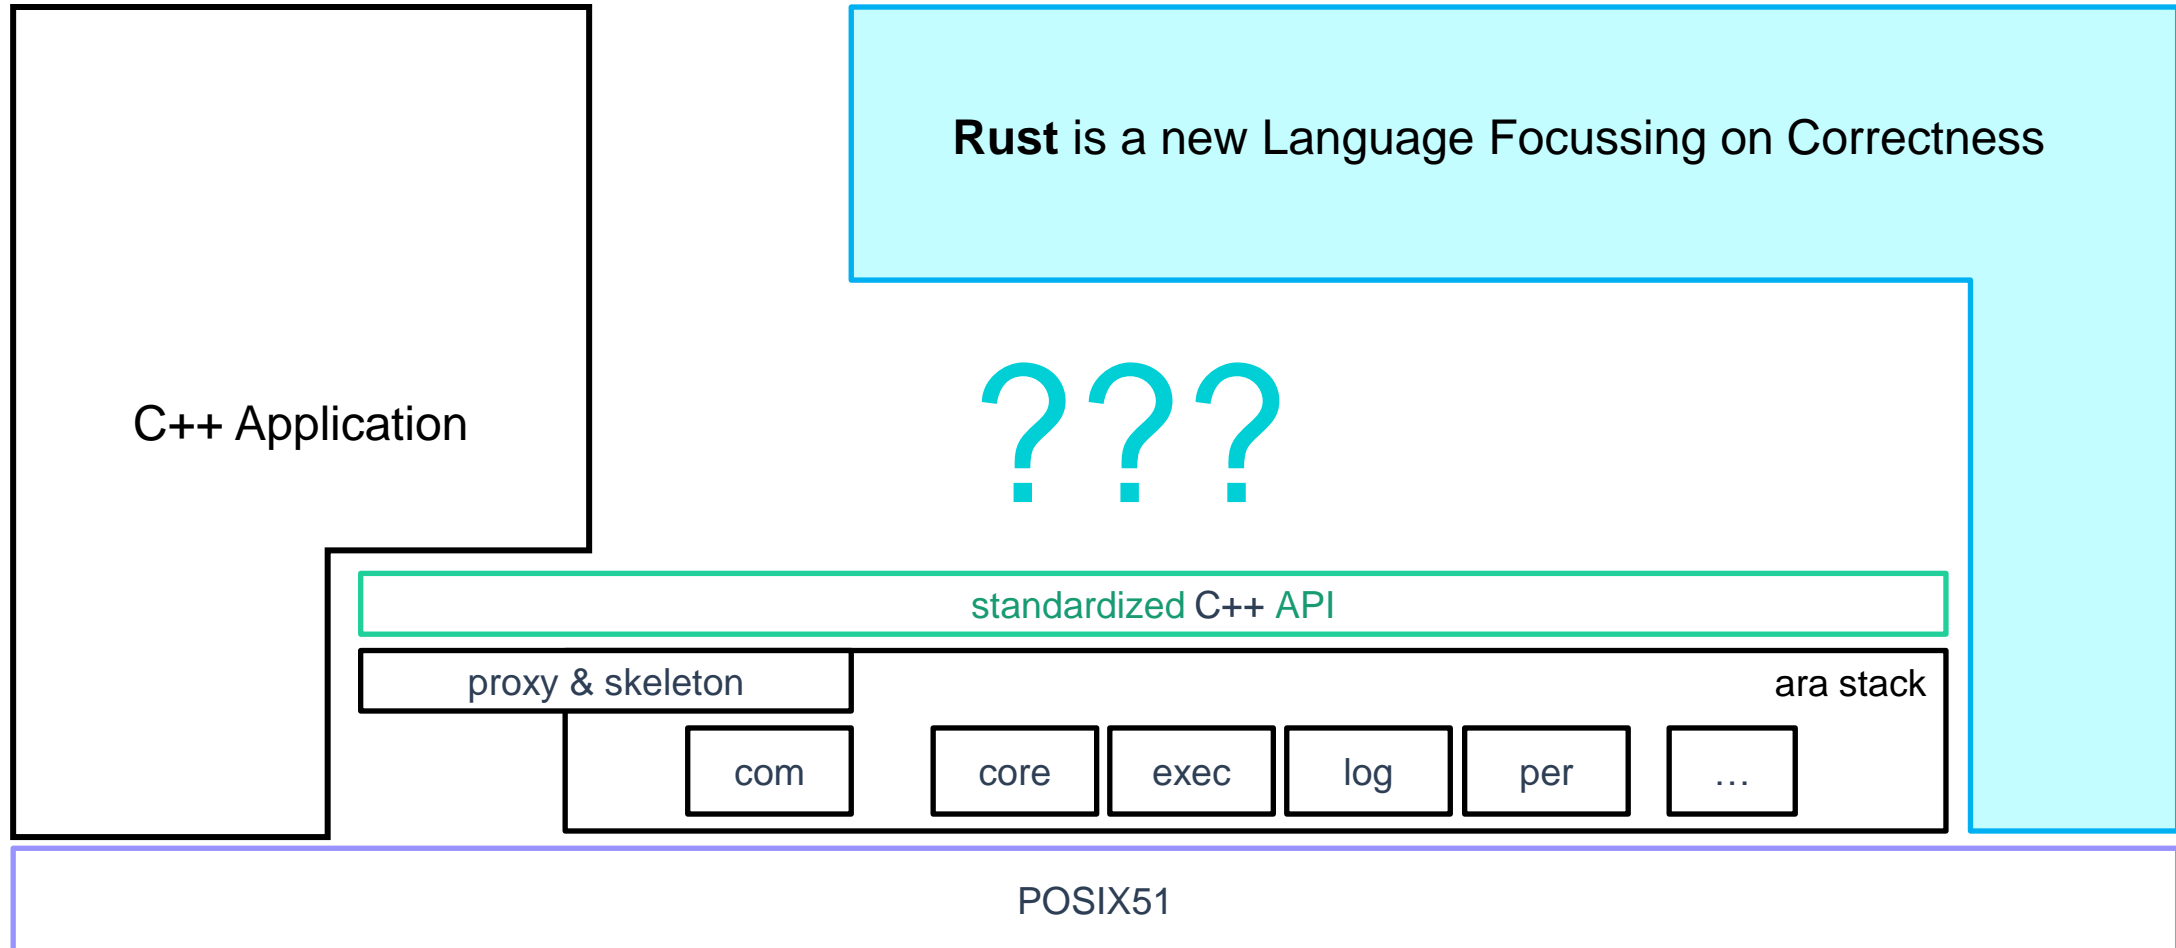 Rust is a new Language Focussing on Correctness
???
C++ Application
standardized C++ API
proxy & skeleton
ara stack
com
core
exec
log
per
…
POSIX51